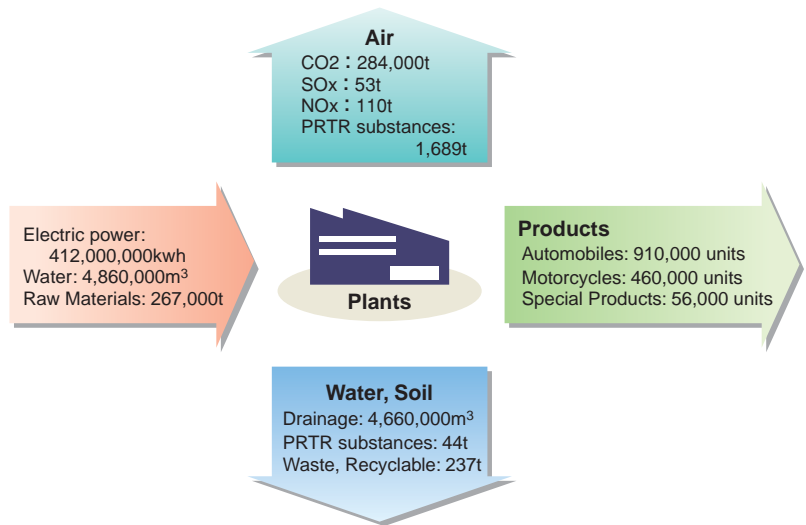 Air
CO2：284,000t
SOx：53t
NOx：110t
PRTR substances:
1,689t
Electric power:
412,000,000kwh
Water: 4,860,000m³
Raw Materials: 267,000t
Plants
Products
Automobiles: 910,000 units
Motorcycles: 460,000 units
Special Products: 56,000 units
Water, Soil
Drainage: 4,660,000m³
PRTR substances: 44t
Waste, Recyclable: 237t